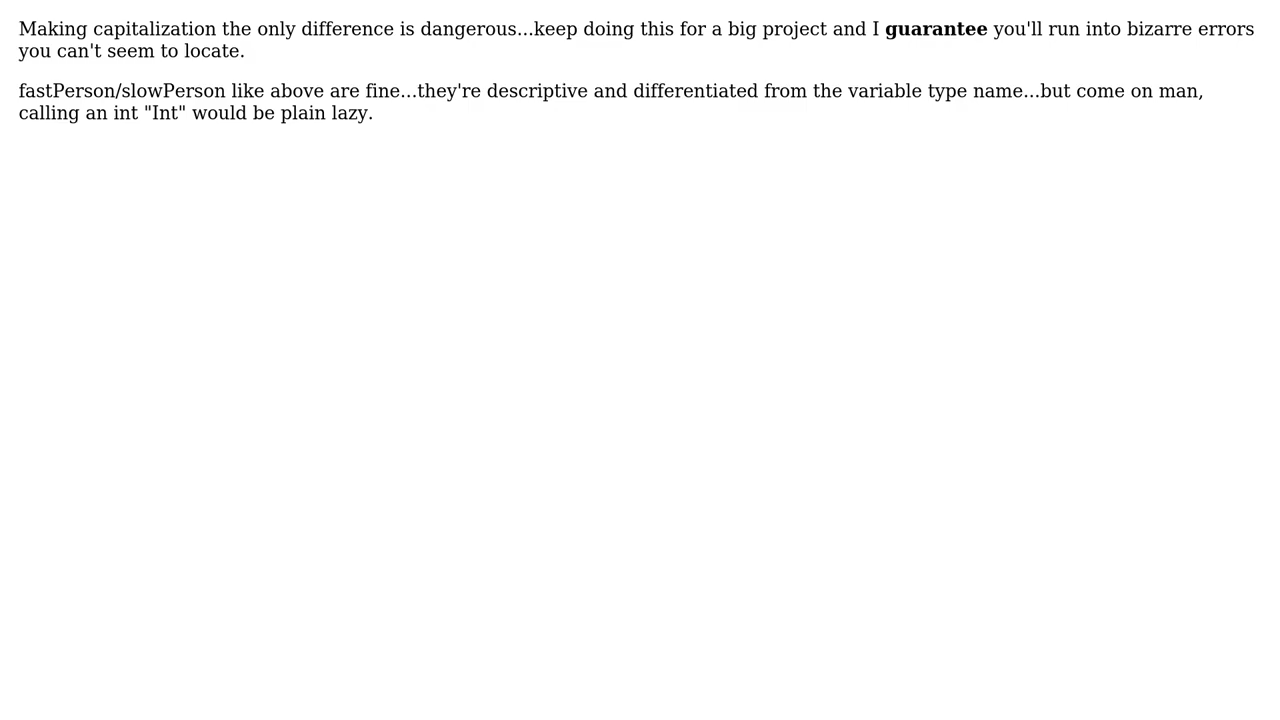 Making capitalization the only difference is dangerous...keep doing this for a big project and I guarantee you'll run into bizarre errors
you can't seem to locate.
fastPerson/slowPerson like above are fine...they're descriptive and differentiated from the variable type name...but come on man,
calling an int "Int" would be plain lazy.